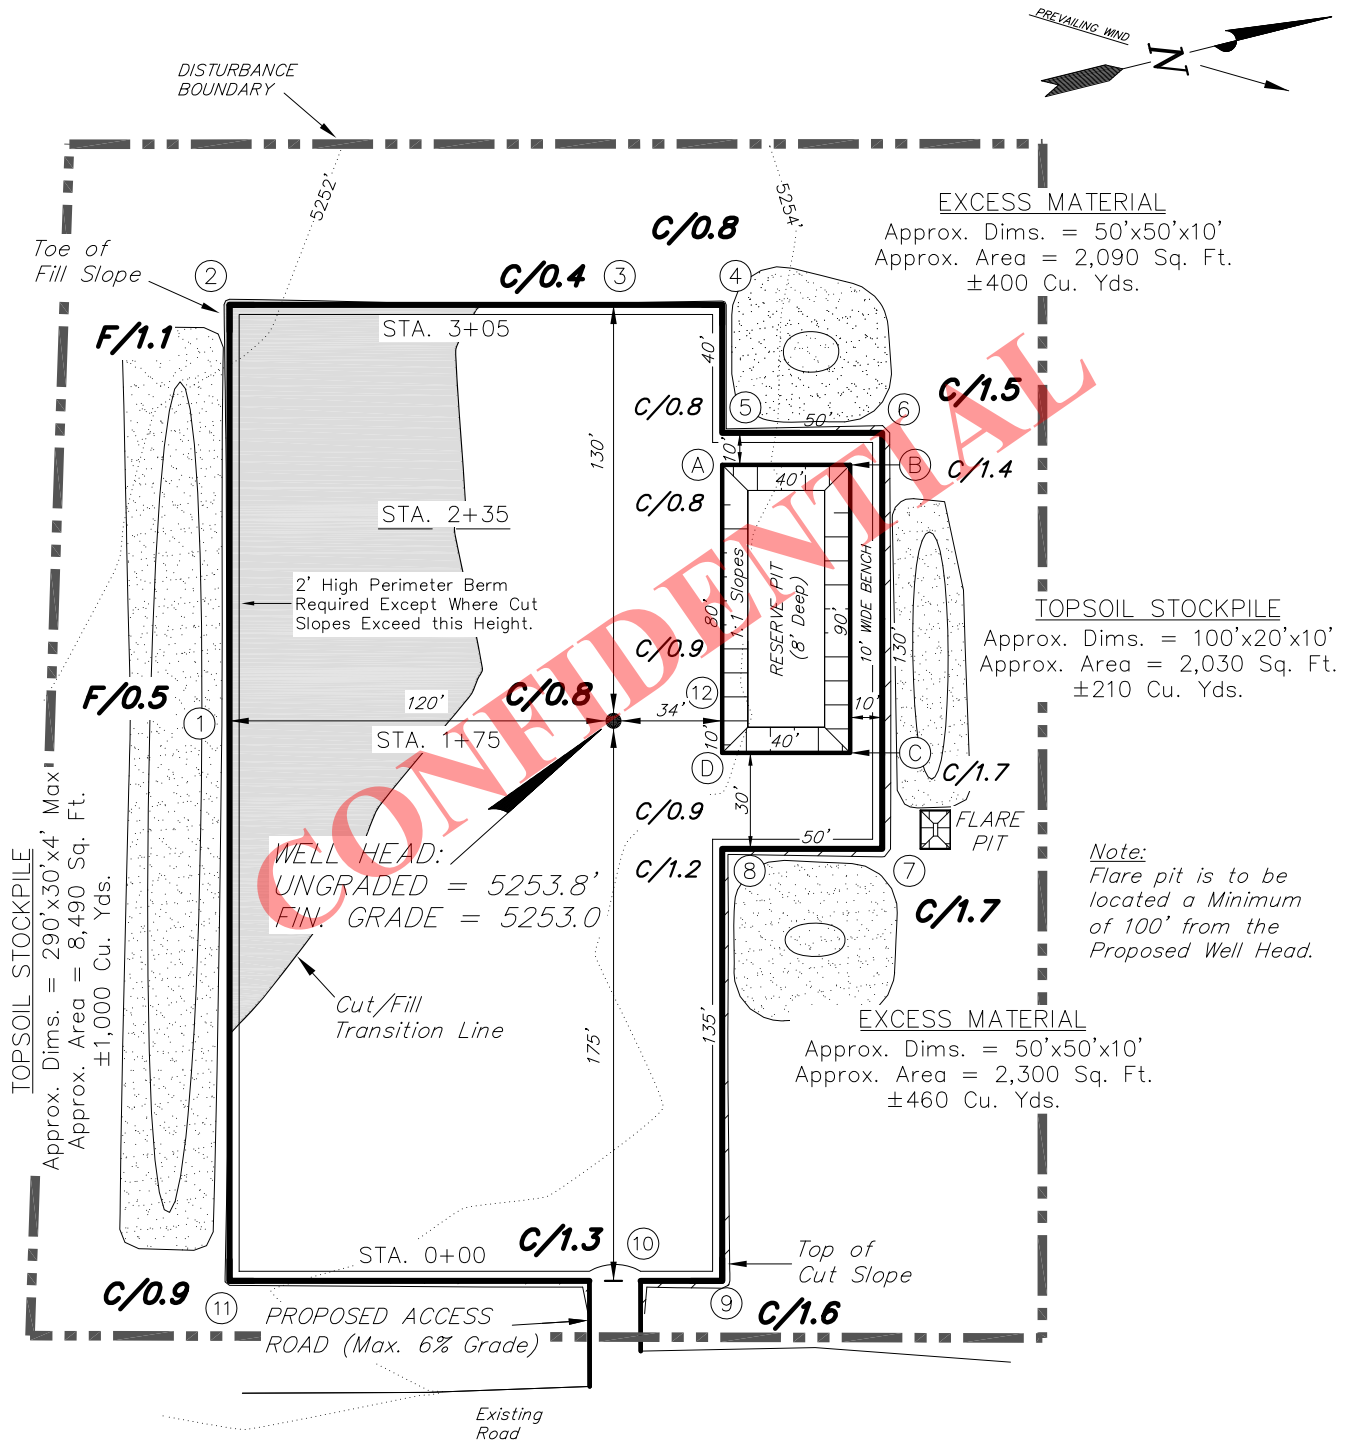 PREVAILING WIND
N
DISTURBANCE
BOUNDARY
5252'
5254'
EXCESS MATERIAL
Approx. Dims. = 50'x50'x10'
Approx. Area = 2,090 Sq. Ft.
±400 Cu. Yds.
C/0.8
Toe of
Fill Slope
2
C/0.4
3
4
F/1.1
STA. 3+05
40'
C/0.8
5
50'
6
C/1.5
130'
10'
A
B
C/1.4
40'
C/0.8
STA. 2+35
2' High Perimeter Berm
Required Except Where Cut
Slopes Exceed this Height.
80'
1:1 Slopes
RESERVE PIT
(8' Deep)
90'
10' WIDE BENCH
130'
TOPSOIL STOCKPILE
Approx. Dims. = 100'x20'x10'
Approx. Area = 2,030 Sq. Ft.
±210 Cu. Yds.
C/0.9
F/0.5
120'
C/0.8
12
34'
10'
1
STA. 1+75
10'
40'
D
C
C/1.7
CONFIDENTIAL
TOPSOIL STOCKPILE
Approx. Dims. = 290'x30'x4' Max
Approx. Area = 8,490 Sq. Ft.
±1,000 Cu. Yds.
C/0.9
30'
50'
FLARE
PIT
WELL HEAD:
UNGRADED = 5253.8'
FIN. GRADE = 5253.0
C/1.2
8
7
C/1.7
Note:
Flare pit is to be
located a Minimum
of 100' from the
Proposed Well Head.
Cut/Fill
Transition Line
175'
135'
EXCESS MATERIAL
Approx. Dims. = 50'x50'x10'
Approx. Area = 2,300 Sq. Ft.
±460 Cu. Yds.
STA. 0+00
C/1.3
10
Top of
Cut Slope
C/0.9
11
9
C/1.6
PROPOSED ACCESS
ROAD (Max. 6% Grade)
Existing
Road